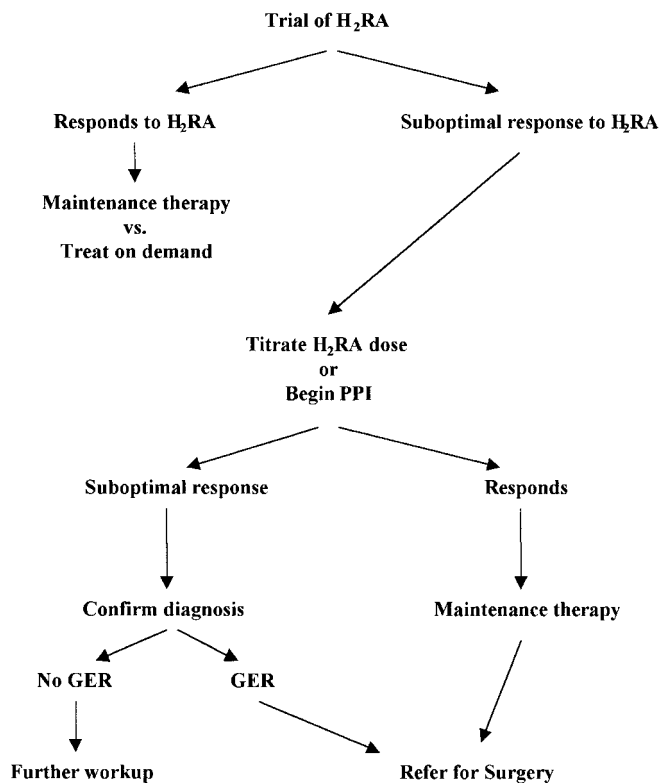 Trial of H₂RA
Responds to H₂RA
Suboptimal response to H₂RA
Maintenance therapy
vs.
Treat on demand
Titrate H₂RA dose
or
Begin PPI
Suboptimal response
Responds
Confirm diagnosis
Maintenance therapy
No GER
GER
Further workup
Refer for Surgery